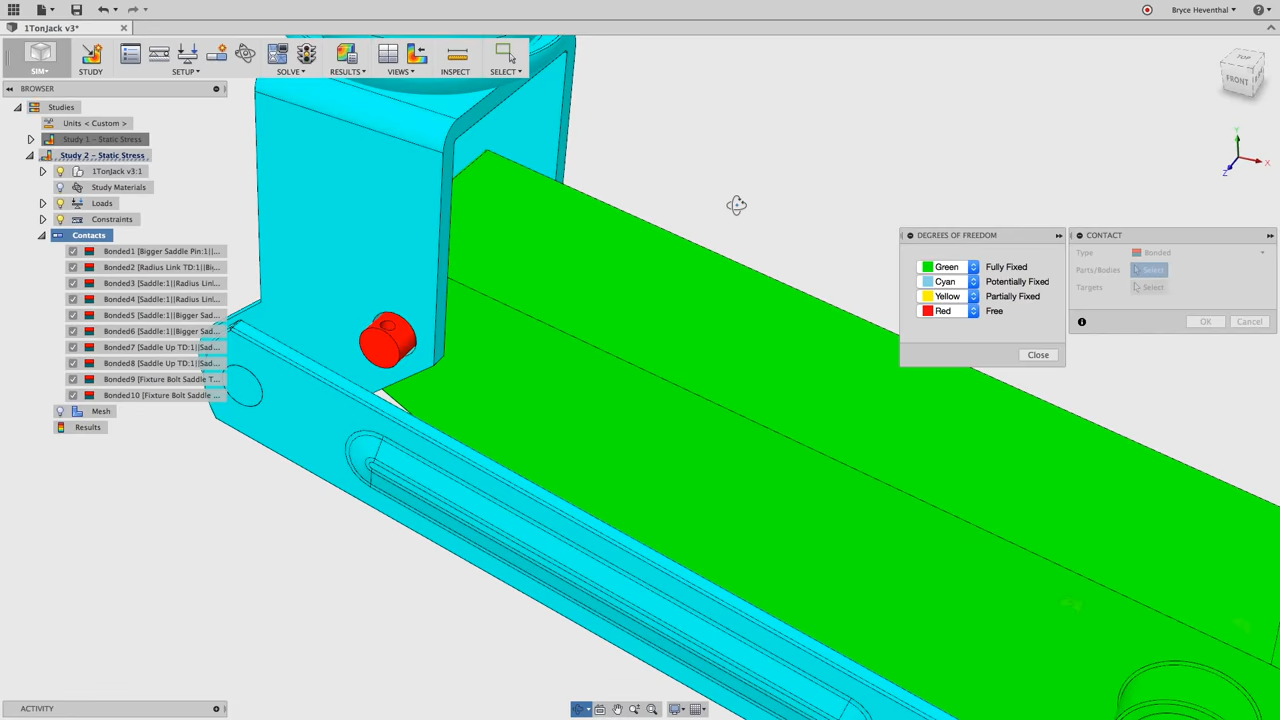 Bryce Heventhal
1TonJack v3*
SIM
STUDY
SETUP
SOLVE
RESULTS
VIEWS
INSPECT
SELECT
TOP
FRONT
BROWSER
Studies
Units < Custom >
Study 1 - Static Stress
Study 2 - Static Stress
1TonJack v3:1
Study Materials
Loads
Constraints
Contacts
Bonded1 [Bigger Saddle Pin:1||...
Bonded2 [Radius Link TD:1||Big...
Bonded3 [Saddle:1||Radius Lin...
Bonded4 [Saddle:1||Radius Lin...
Bonded5 [Saddle:1||Bigger Sad...
Bonded6 [Saddle:1||Bigger Sad...
Bonded7 [Saddle Up TD:1||Sad...
Bonded8 [Saddle Up TD:1||Sad...
Bonded9 [Fixture Bolt Saddle T...
Bonded10 [Fixture Bolt Saddle ...
Mesh
Results
Y
X
Z
DEGREES OF FREEDOM
Green Fully Fixed
Cyan Potentially Fixed
Yellow Partially Fixed
Red Free
Close
CONTACT
Type Bonded
Parts/Bodies Select
Targets Select
OK Cancel
ACTIVITY